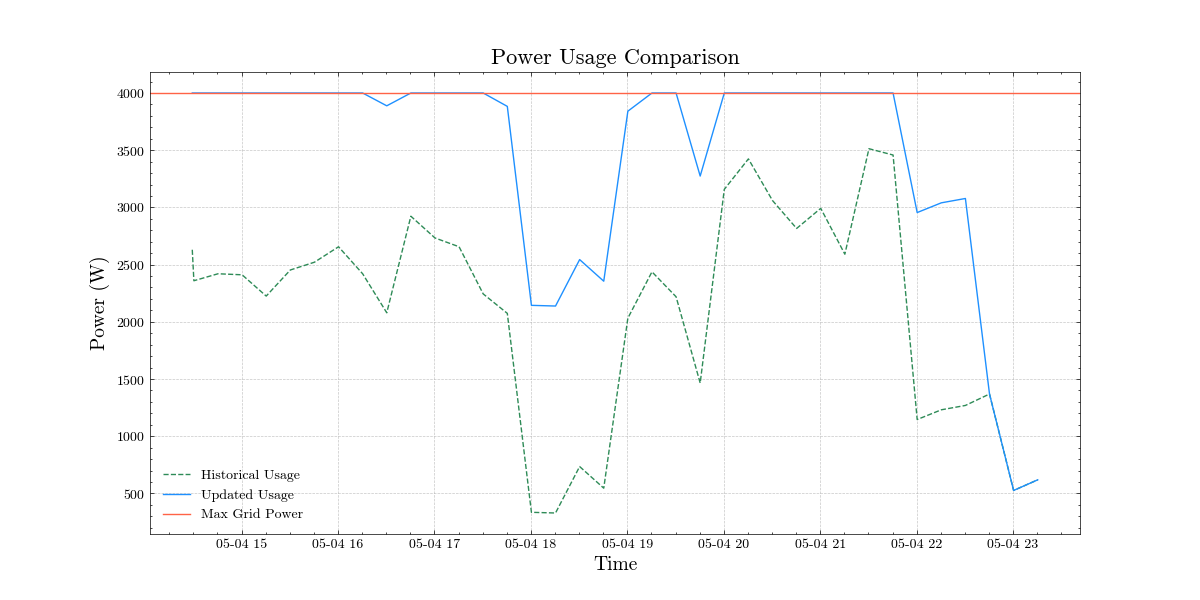 Power Usage Comparison
Power (W)
4000
3500
3000
2500
2000
1500
1000
500
Historical Usage
Updated Usage
Max Grid Power
05-04 15 05-04 16 05-04 17 05-04 18 05-04 19 05-04 20 05-04 21 05-04 22 05-04 23
Time